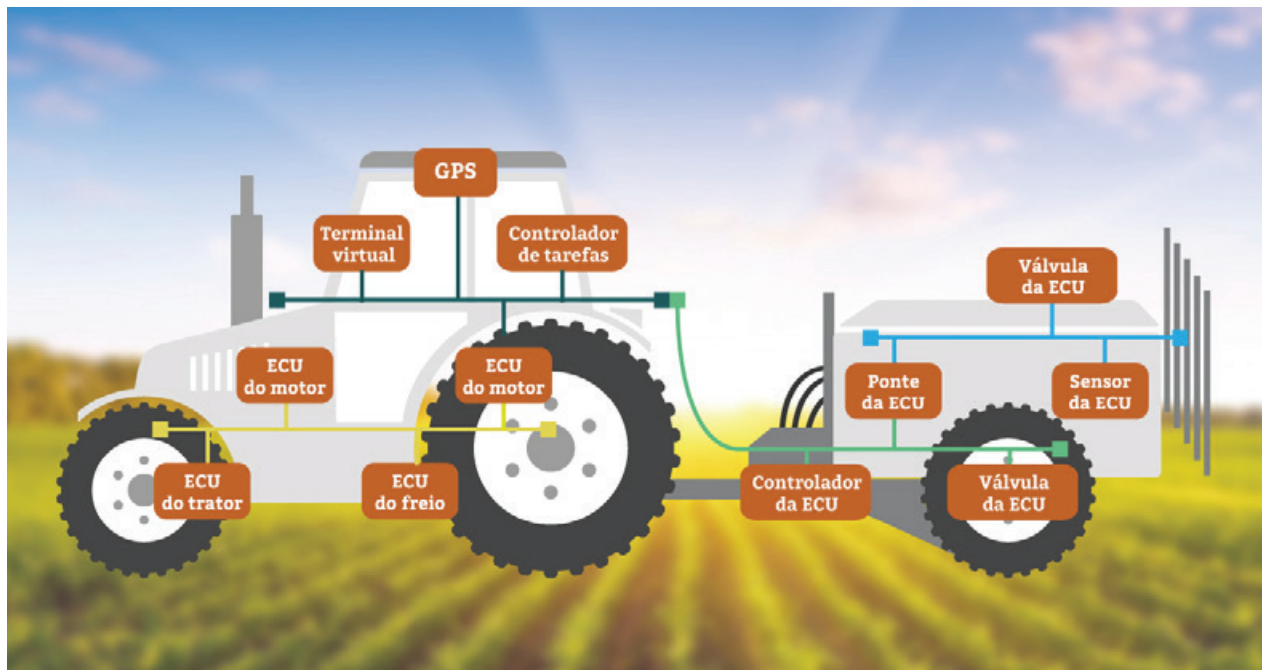 GPS
Terminal
virtual
Controlador
de tarefas
Válvula
da ECU
ECU
do motor
ECU
do motor
Ponte
da ECU
Sensor
da ECU
ECU
do trator
ECU
do freio
Controlador
da ECU
Válvula
da ECU